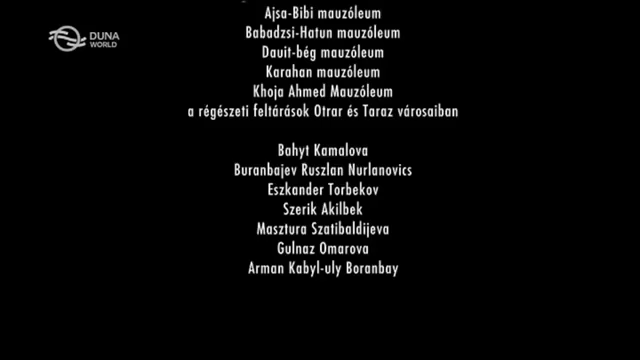 DUNA
WORLD
Ajsa-Bibi mauzóleum
Babadzsi-Hatun mauzóleum
Dauit-bég mauzóleum
Karahan mauzóleum
Khoja Ahmed Mauzóleum
a régészeti feltárások Otrar és Taraz városaiban
Bahyt Kamalova
Buranbajev Ruszlan Nurlanovics
Eszkander Torbekov
Szerik Akilbek
Masztura Szatibaldijeva
Gulnaz Omarova
Arman Kabyl-uly Boranbay